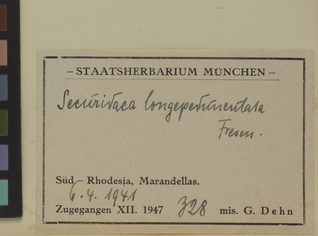 – STAATSHERBARIUM MÜNCHEN –
Securidaca longepedunculata
Fresen.
Süd – Rhodesia, Marandellas.
6. 4. 1941
Zugegangen XII. 1947 328 mis. G. Dehn